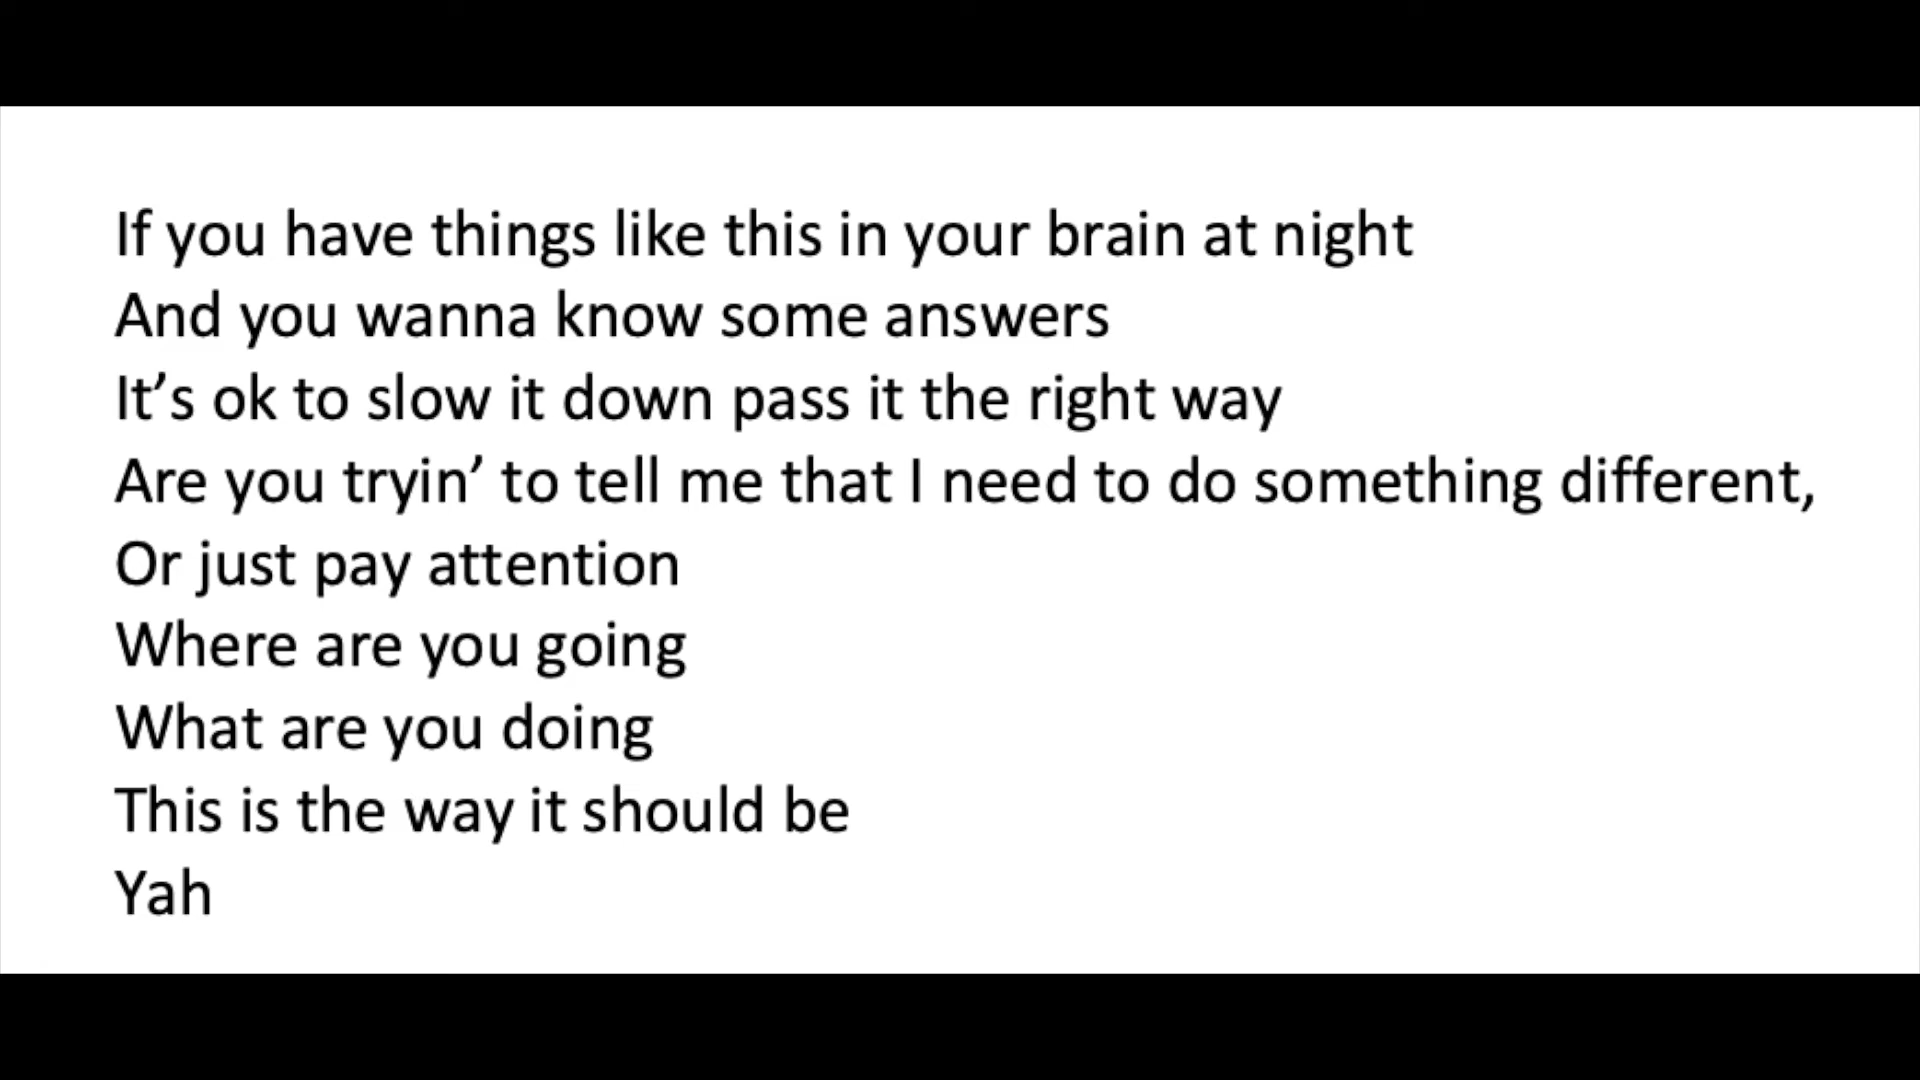 If you have things like this in your brain at night
And you wanna know some answers
It’s ok to slow it down pass it the right way
Are you tryin’ to tell me that I need to do something different,
Or just pay attention
Where are you going
What are you doing
This is the way it should be
Yah